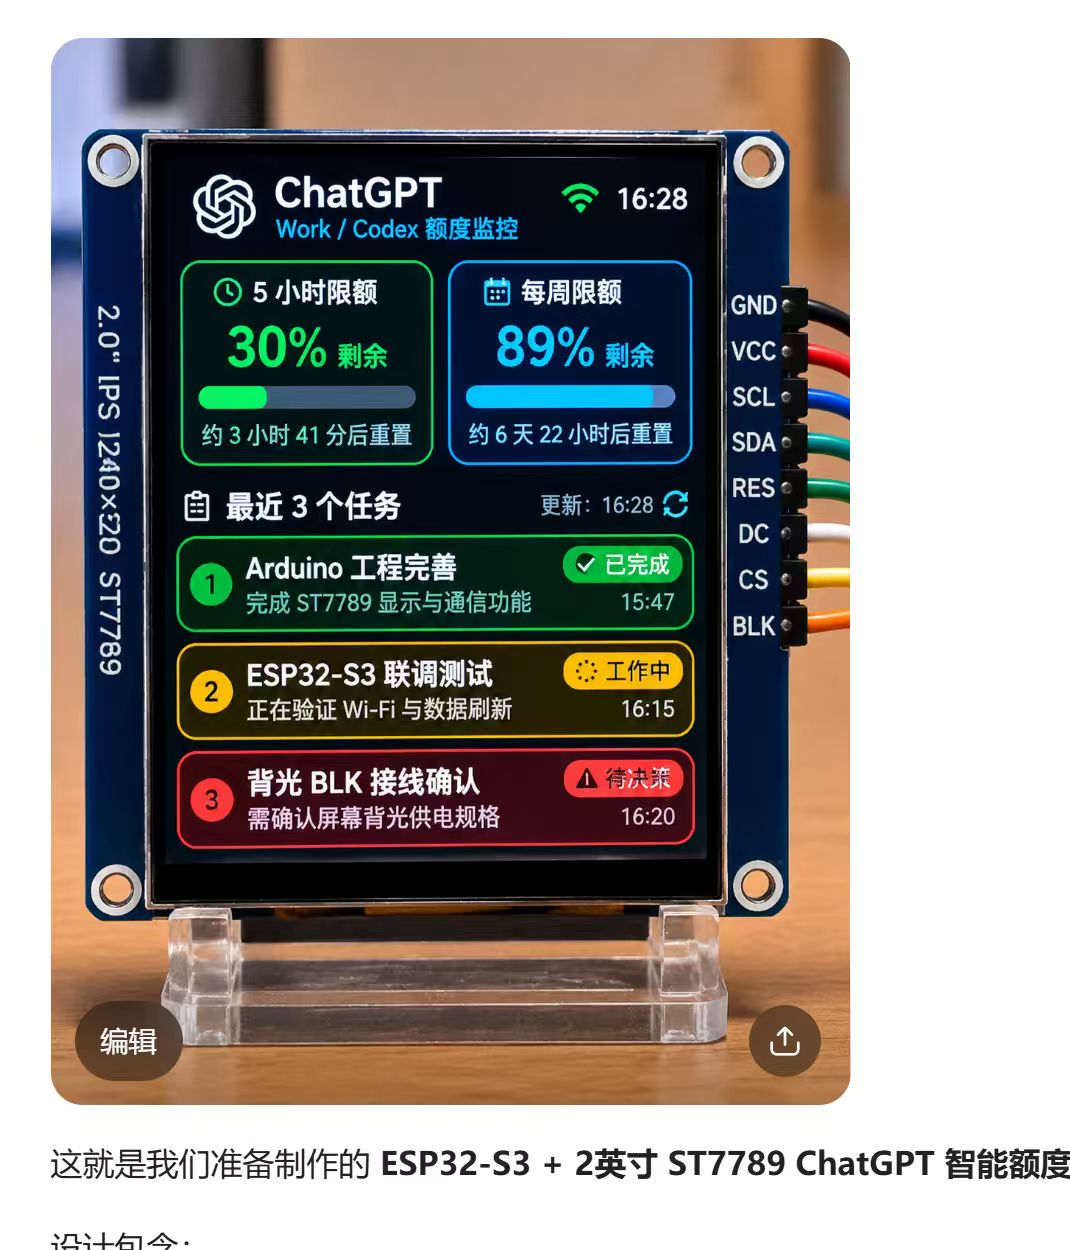 ChatGPT
Work / Codex 额度监控
16:28
5 小时限额
30% 剩余
约 3 小时 41 分后重置
每周限额
89% 剩余
约 6 天 22 小时后重置
最近 3 个任务
更新：16:28
1
Arduino 工程完善
已完成
完成 ST7789 显示与通信功能
15:47
2
ESP32-S3 联调测试
工作中
正在验证 Wi-Fi 与数据刷新
16:15
3
背光 BLK 接线确认
待决策
需确认屏幕背光供电规格
16:20
2.0" IPS
ST7789
GND
VCC
SCL
SDA
RES
DC
CS
BLK
编辑
这就是我们准备制作的 ESP32-S3 + 2英寸 ST7789 ChatGPT 智能额度
设计包含：